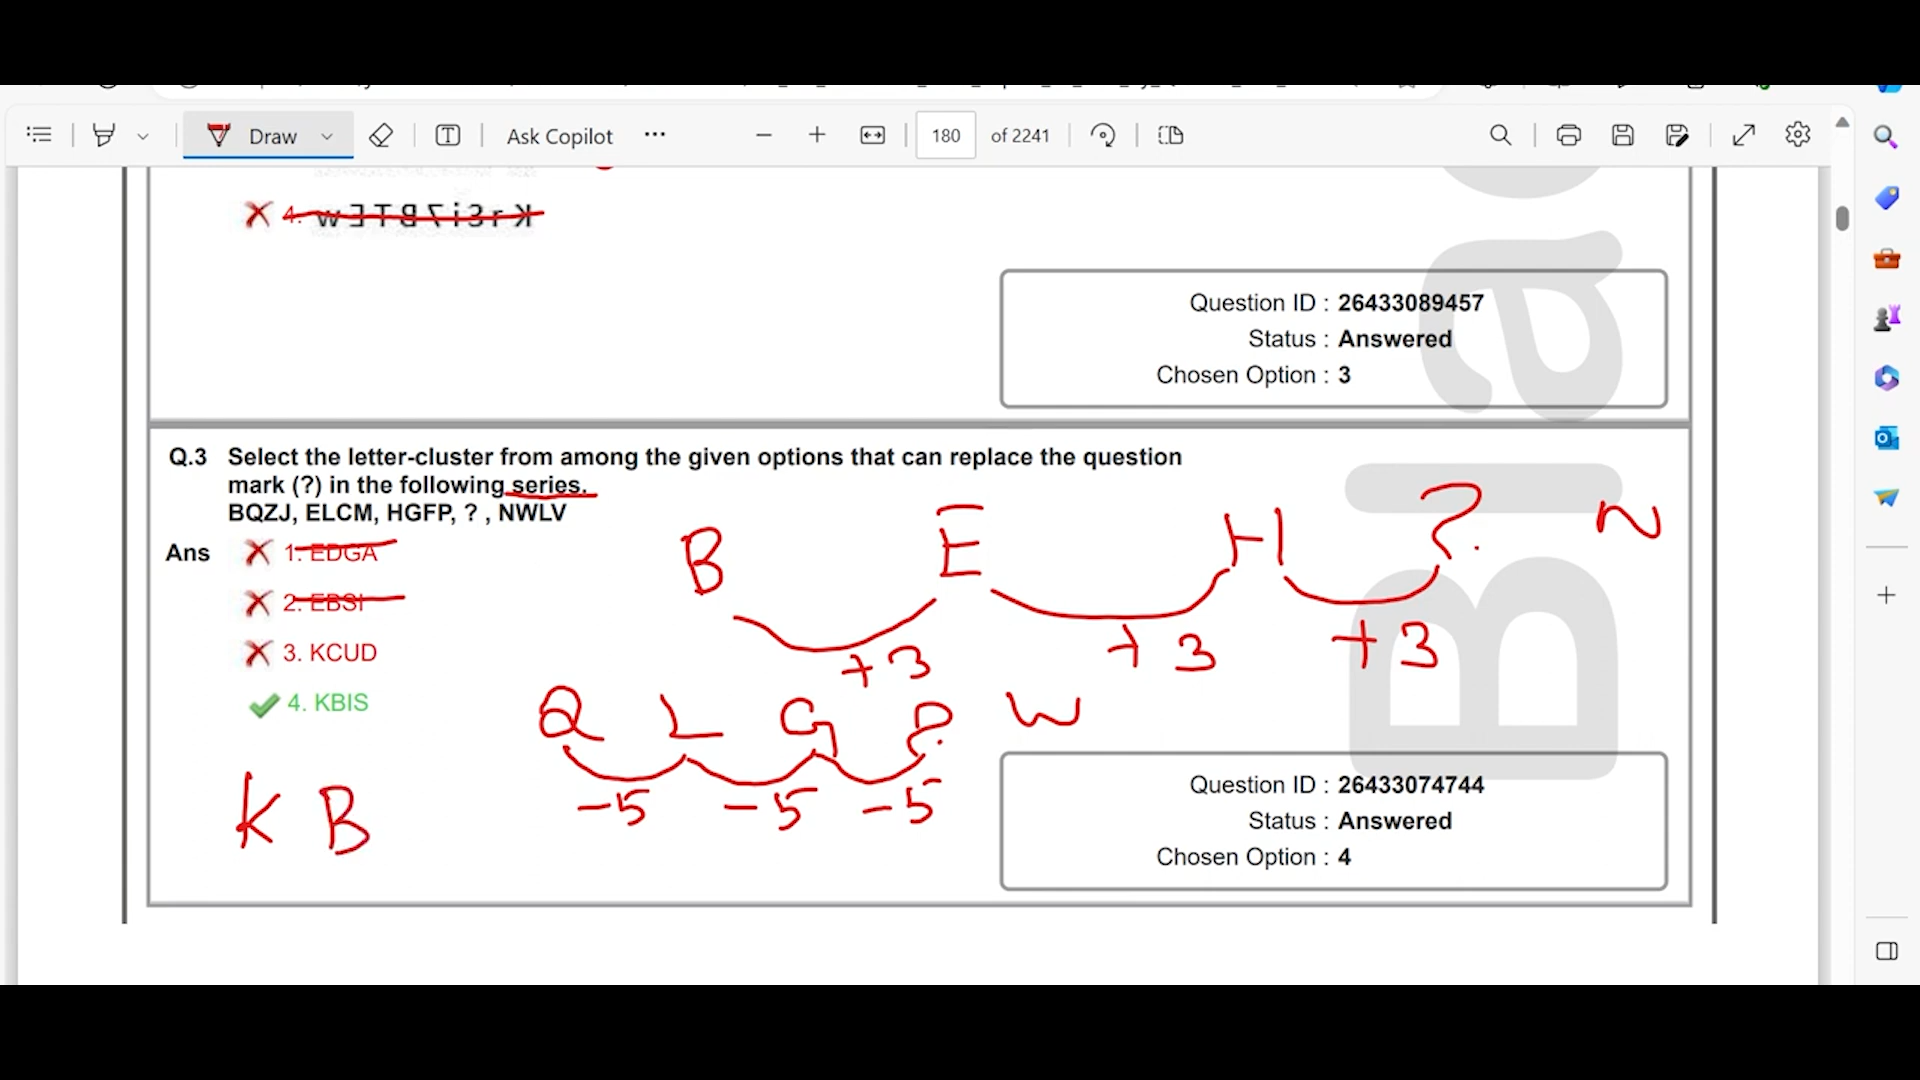 Draw
Ask Copilot
180 of 2241
4. wƎTB7i3rK
Question ID : 26433089457
Status : Answered
Chosen Option : 3
Q.3 Select the letter-cluster from among the given options that can replace the question
mark (?) in the following series.
BQZJ, ELCM, HGFP, ? , NWLV
Ans 1. EDGA
2. EBSI
3. KCUD
4. KBIS
B E H ? N
+3 +3 +3
Q L G ? W
-5 -5 -5
K B
Question ID : 26433074744
Status : Answered
Chosen Option : 4